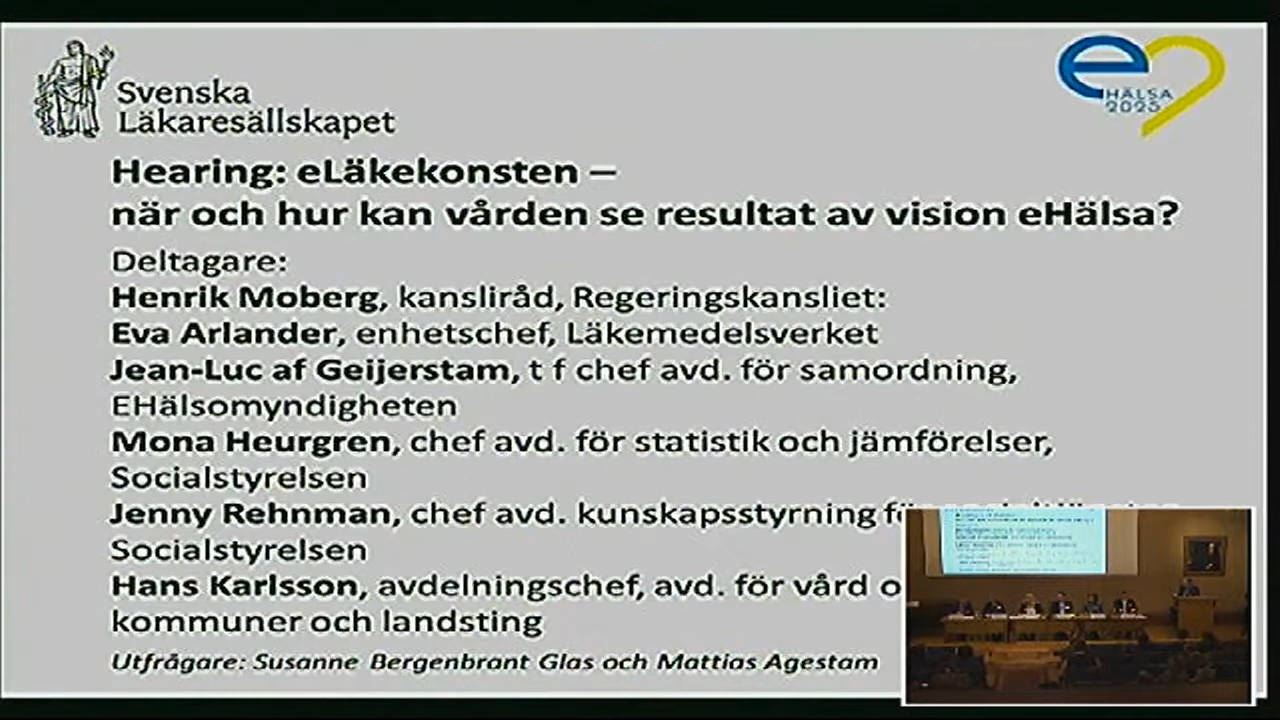 Svenska
Läkaresällskapet
e
HÄLSA
2025
Hearing: eLäkekonsten –
när och hur kan vården se resultat av vision eHälsa?
Deltagare:
Henrik Moberg, kansliråd, Regeringskansliet:
Eva Arlander, enhetschef, Läkemedelsverket
Jean-Luc af Geijerstam, t f chef avd. för samordning,
EHälsomyndigheten
Mona Heurgren, chef avd. för statistik och jämförelser,
Socialstyrelsen
Jenny Rehnman, chef avd. kunskapsstyrning
Socialstyrelsen
Hans Karlsson, avdelningschef, avd. för vård o
kommuner och landsting
Utfrågare: Susanne Bergenbrant Glas och Mattias Agestam